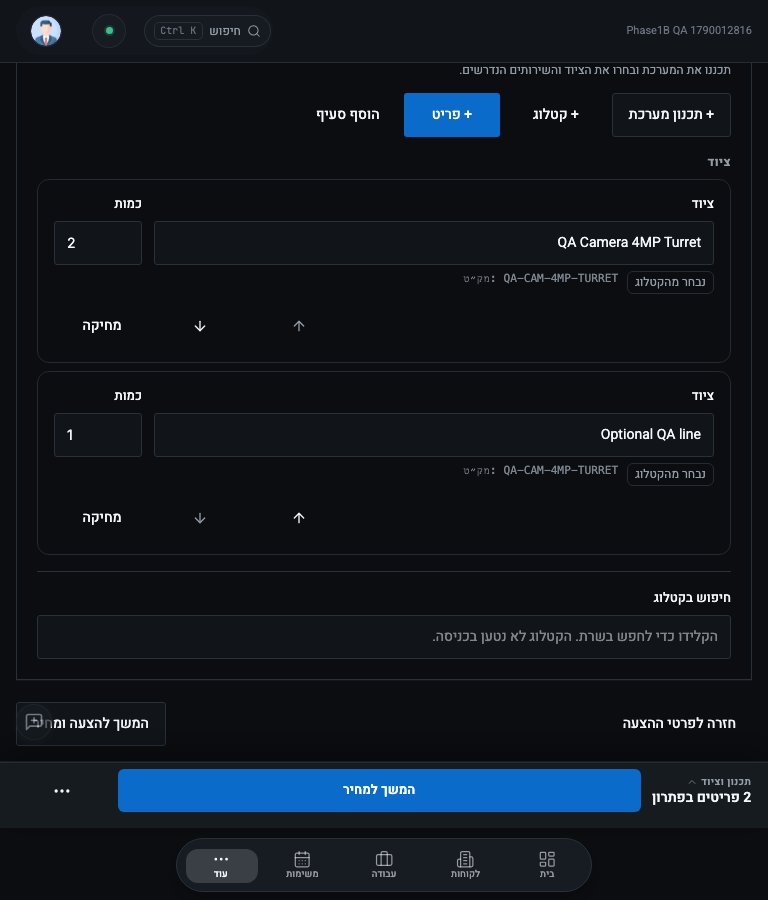 Phase1B QA 1790012816
חיפוש Ctrl K
תכננו את המערכת ובחרו את הציוד והשירותים הנדרשים.
+ תכנון מערכת
+ קטלוג
+ פריט
הוסף סעיף
ציוד
ציוד
כמות
QA Camera 4MP Turret
2
נבחר מהקטלוג
מק״ט: QA-CAM-4MP-TURRET
מחיקה
ציוד
כמות
Optional QA line
1
נבחר מהקטלוג
מק״ט: QA-CAM-4MP-TURRET
מחיקה
חיפוש בקטלוג
הקלידו כדי לחפש בשרת. הקטלוג לא נטען בכניסה.
חזרה לפרטי ההצעה
המשך להצעה
תכנון וציוד
2 פריטים בפתרון
המשך למחיר
בית
לקוחות
עבודה
משימות
עוד